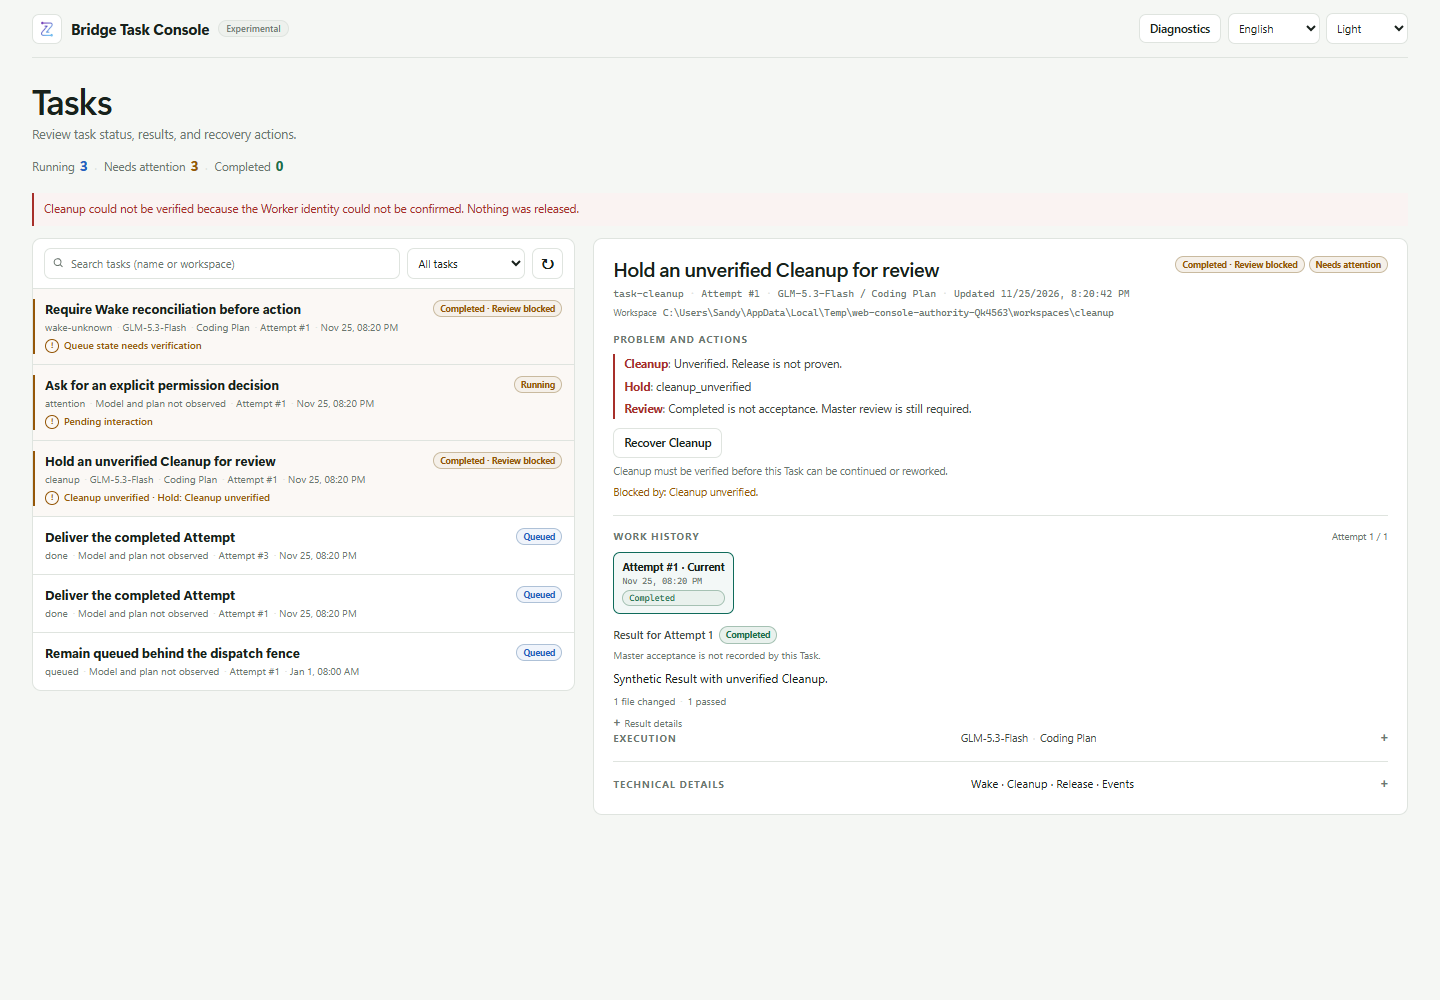 Bridge Task Console Experimental Diagnostics English Light
Tasks
Review task status, results, and recovery actions.
Running 3 · Needs attention 3 · Completed 0
Cleanup could not be verified because the Worker identity could not be confirmed. Nothing was released.
Search tasks (name or workspace) All tasks
Require Wake reconciliation before action Completed · Review blocked
wake-unknown · GLM-5.3-Flash · Coding Plan · Attempt #1 · Nov 25, 08:20 PM
! Queue state needs verification
Ask for an explicit permission decision Running
attention · Model and plan not observed · Attempt #1 · Nov 25, 08:20 PM
! Pending interaction
Hold an unverified Cleanup for review Completed · Review blocked
cleanup · GLM-5.3-Flash · Coding Plan · Attempt #1 · Nov 25, 08:20 PM
! Cleanup unverified · Hold: Cleanup unverified
Deliver the completed Attempt Queued
done · Model and plan not observed · Attempt #3 · Nov 25, 08:20 PM
Deliver the completed Attempt Queued
done · Model and plan not observed · Attempt #1 · Nov 25, 08:20 PM
Remain queued behind the dispatch fence Queued
queued · Model and plan not observed · Attempt #1 · Jan 1, 08:00 AM
Hold an unverified Cleanup for review Completed · Review blocked Needs attention
task-cleanup · Attempt #1 · GLM-5.3-Flash / Coding Plan · Updated 11/25/2026, 8:20:42 PM
Workspace C:\Users\Sandy\AppData\Local\Temp\web-console-authority-Qk4563\workspaces\cleanup
PROBLEM AND ACTIONS
Cleanup: Unverified. Release is not proven.
Hold: cleanup_unverified
Review: Completed is not acceptance. Master review is still required.
Recover Cleanup
Cleanup must be verified before this Task can be continued or reworked.
Blocked by: Cleanup unverified.
WORK HISTORY Attempt 1 / 1
Attempt #1 · Current
Nov 25, 08:20 PM
Completed
Result for Attempt 1 Completed
Master acceptance is not recorded by this Task.
Synthetic Result with unverified Cleanup.
1 file changed · 1 passed
+ Result details
EXECUTION GLM-5.3-Flash · Coding Plan +
TECHNICAL DETAILS Wake · Cleanup · Release · Events +